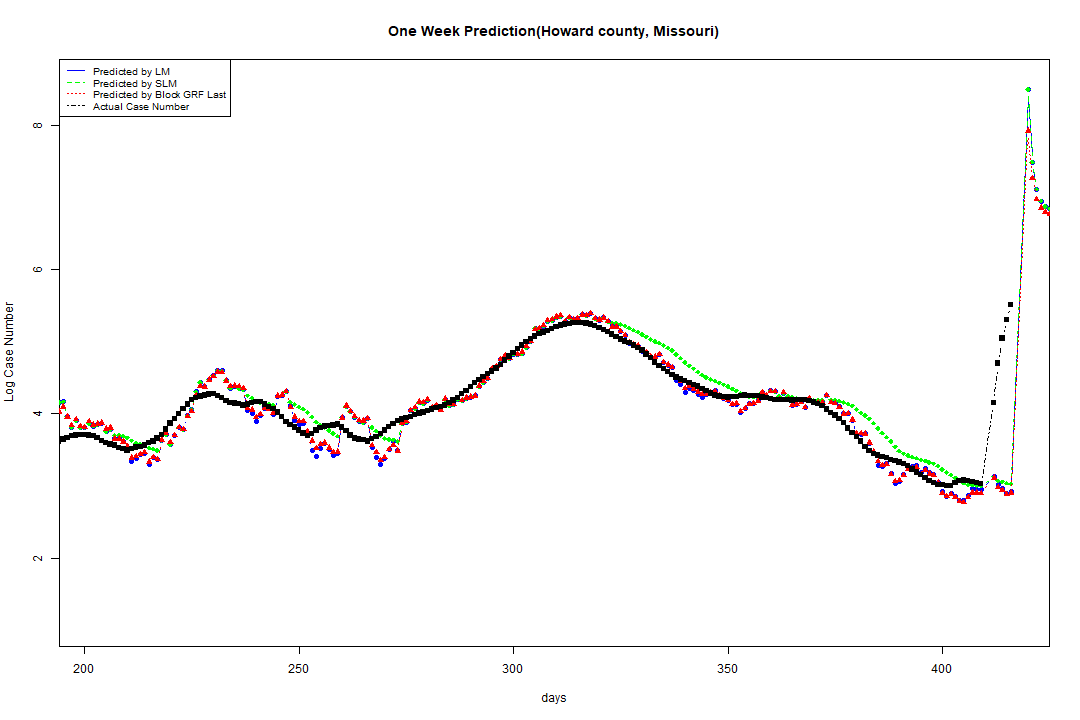 One Week Prediction(Howard county, Missouri)
Predicted by LM
Predicted by SLM
Predicted by Block GRF Last
Actual Case Number
8
6
4
2
Log Case Number
200 250 300 350 400
days